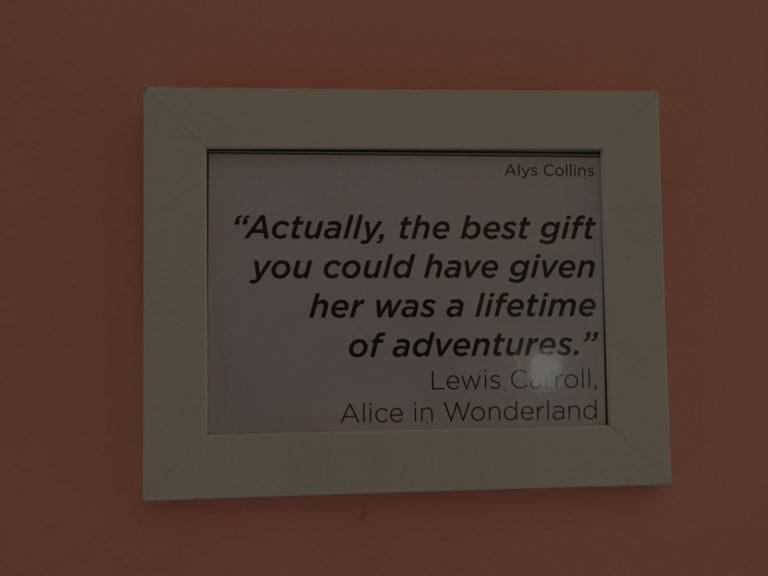 Alys Collins
“Actually, the best gift
you could have given
her was a lifetime
of adventures.”
Lewis Carroll,
Alice in Wonderland